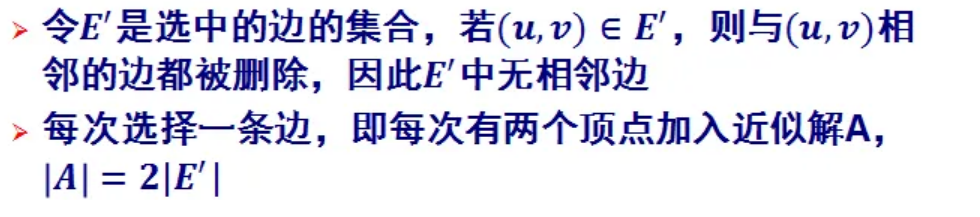 ➢ 令E′是选中的边的集合，若(u, v) ∈ E′，则与(u, v)相
邻的边都被删除，因此E′中无相邻边
➢ 每次选择一条边，即每次有两个顶点加入近似解A，
|A| = 2|E′|